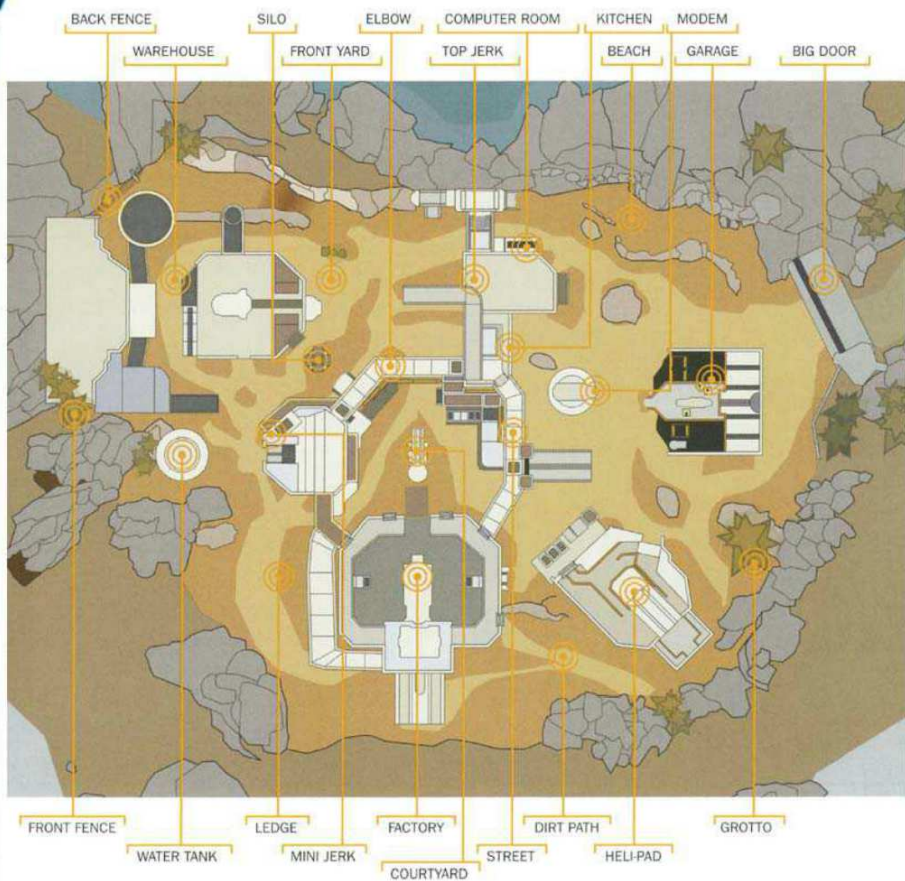 BACK FENCE
SILO
ELBOW
COMPUTER ROOM
KITCHEN
MODEM
WAREHOUSE
FRONT YARD
TOP JERK
BEACH
GARAGE
BIG DOOR
FRONT FENCE
LEDGE
FACTORY
DIRT PATH
GROTTO
WATER TANK
MINI JERK
STREET
HELI-PAD
COURTYARD